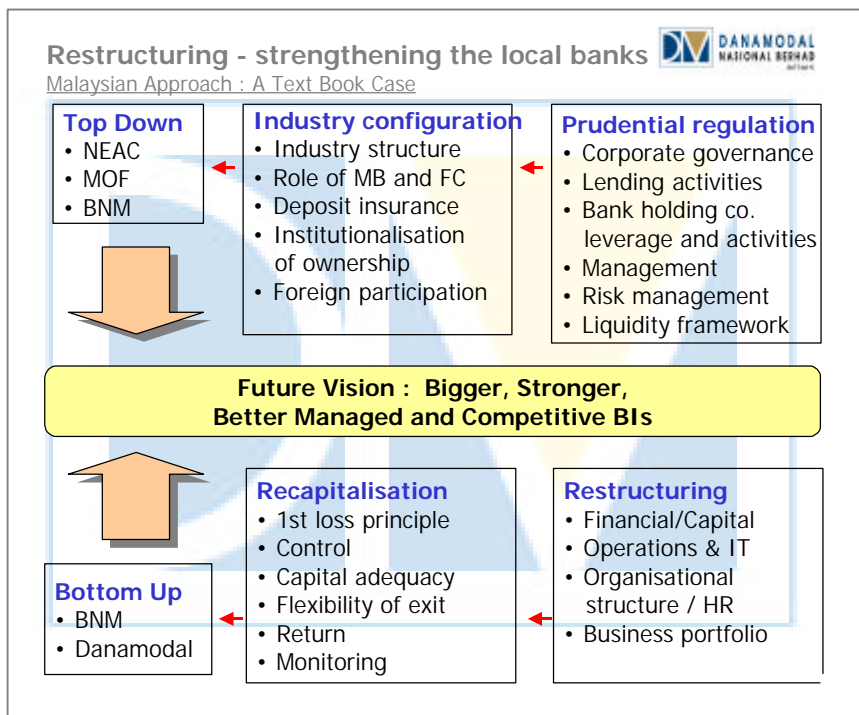 Restructuring - strengthening the local banks
DANAMODAL
NASIONAL BERHAD
Malaysian Approach : A Text Book Case
Top Down
• NEAC
• MOF
• BNM
Industry configuration
• Industry structure
• Role of MB and FC
• Deposit insurance
• Institutionalisation
of ownership
• Foreign participation
Prudential regulation
• Corporate governance
• Lending activities
• Bank holding co.
leverage and activities
• Management
• Risk management
• Liquidity framework
Future Vision : Bigger, Stronger,
Better Managed and Competitive BIs
Bottom Up
• BNM
• Danamodal
Recapitalisation
• 1st loss principle
• Control
• Capital adequacy
• Flexibility of exit
• Return
• Monitoring
Restructuring
• Financial/Capital
• Operations & IT
• Organisational
structure / HR
• Business portfolio